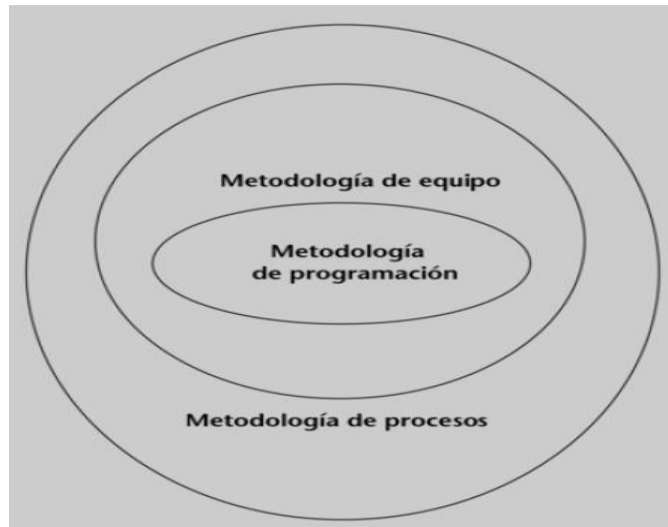 Metodología de equipo
Metodología
de programación
Metodología de procesos